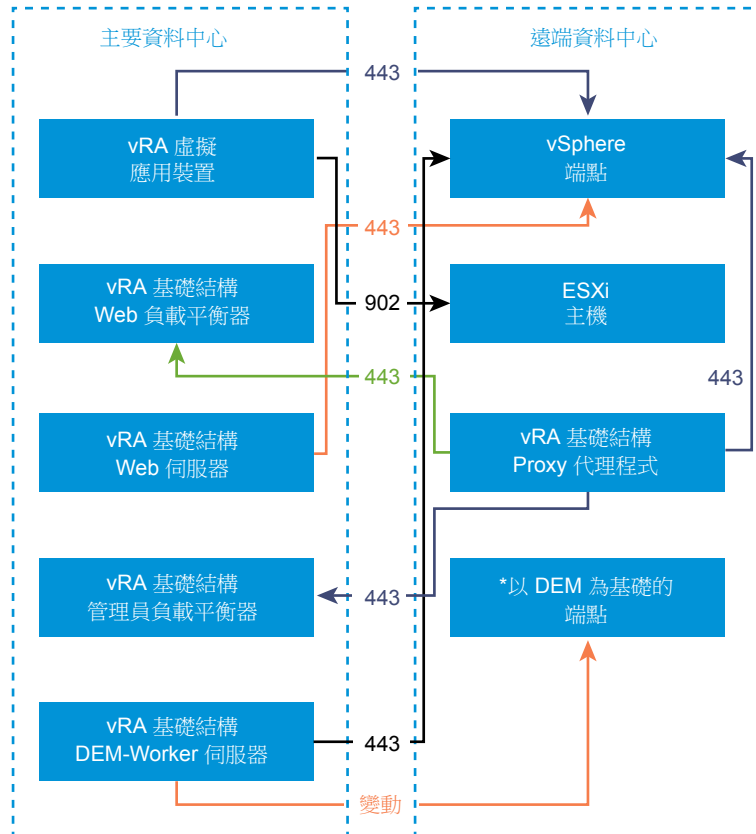 主要資料中心
遠端資料中心
443
vRA 虛擬
應用裝置
vSphere
端點
443
vRA 基礎結構
Web 負載平衡器
902
ESXi
主機
443
443
vRA 基礎結構
Web 伺服器
vRA 基礎結構
Proxy 代理程式
vRA 基礎結構
管理員負載平衡器
443
*以 DEM 為基礎的
端點
vRA 基礎結構
DEM-Worker 伺服器
443
變動